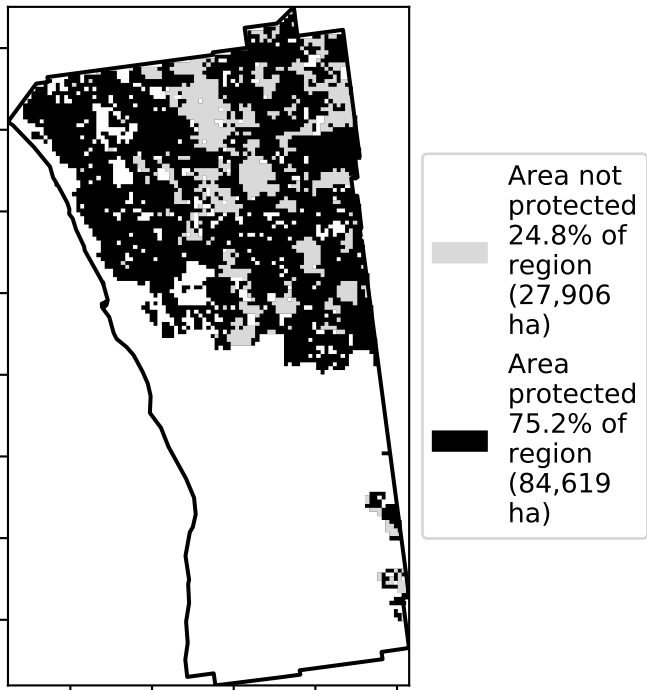 Area not
protected
24.8% of
region
(27,906
ha)
Area
protected
75.2% of
region
(84,619
ha)